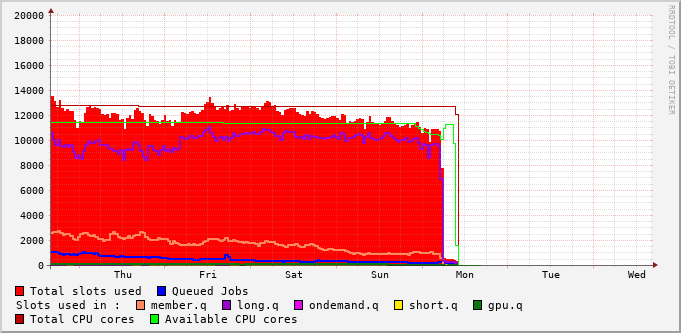 20000
18000
16000
14000
12000
10000
8000
6000
4000
2000
0
Thu Fri Sat Sun Mon Tue Wed
Total slots used Queued Jobs
Slots used in : member.q long.q ondemand.q short.q gpu.q
Total CPU cores Available CPU cores
RRDTOOL / TOBI OETIKER